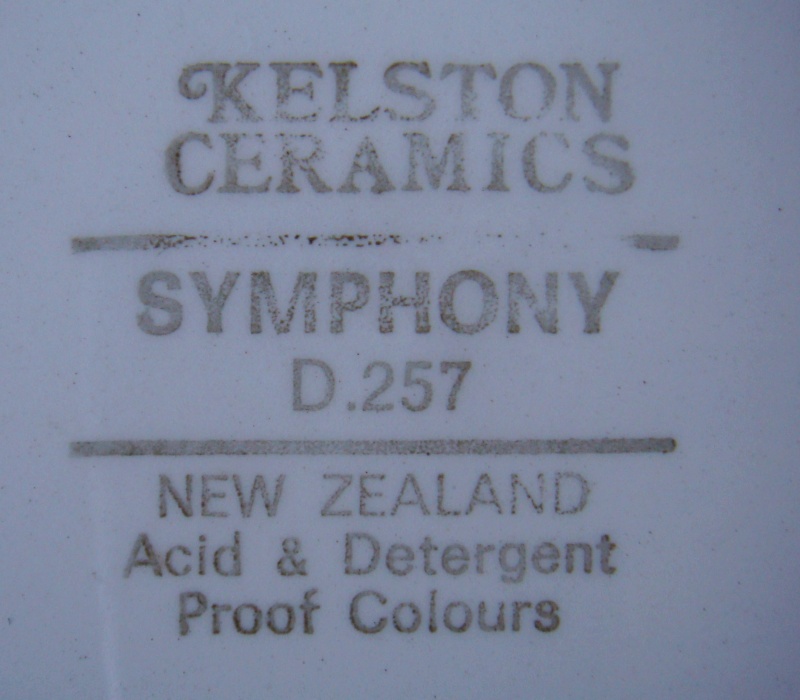 KELSTON
CERAMICS
SYMPHONY
D.257
NEW ZEALAND
Acid & Detergent
Proof Colours